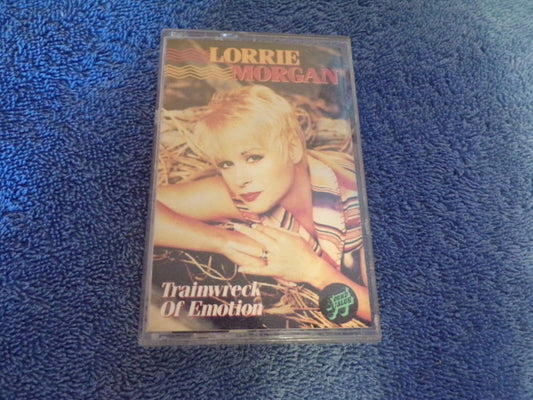 LORRIE
MORGAN
Trainwreck
Of Emotion